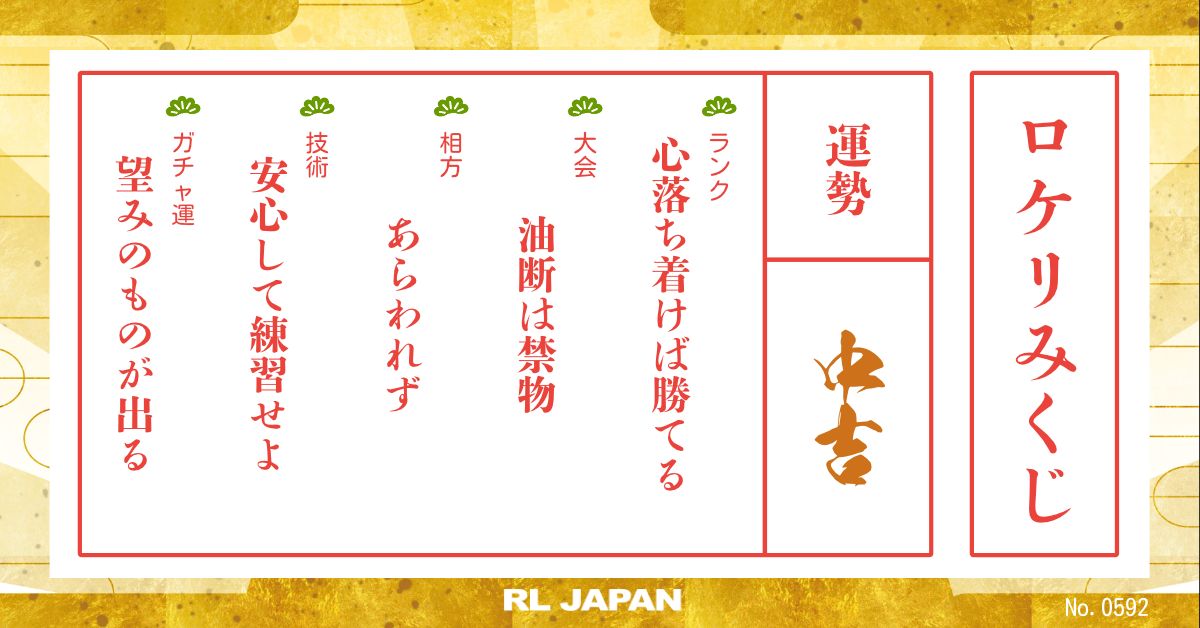 ロケリみくじ
運勢
中吉
ランク
心落ち着けば勝てる
大会
油断は禁物
相方
あらわれず
技術
安心して練習せよ
ガチャ運
望みのものが出る
RL JAPAN
No. 0592